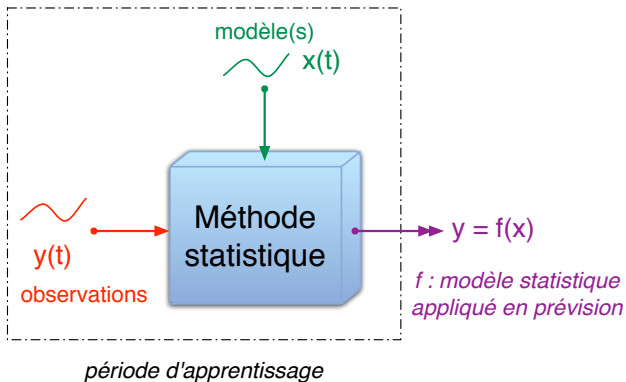 modèle(s)
x(t)
Méthode
statistique
y(t)
observations
y = f(x)
f : modèle statistique
appliqué en prévision
période d'apprentissage